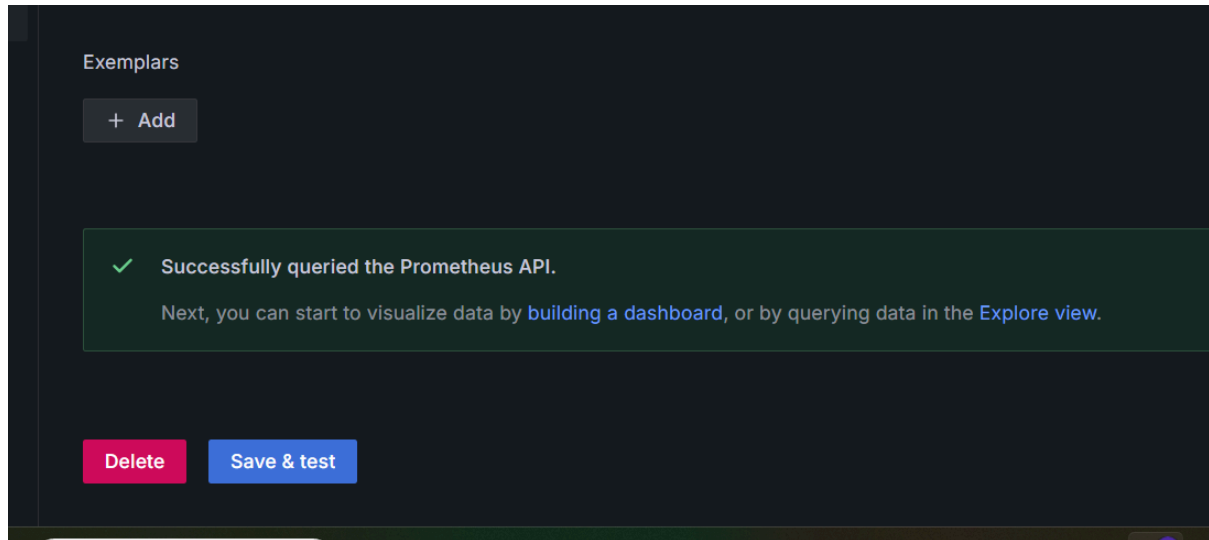 Exemplars
+ Add
Successfully queried the Prometheus API.
Next, you can start to visualize data by building a dashboard, or by querying data in the Explore view.
Delete
Save & test